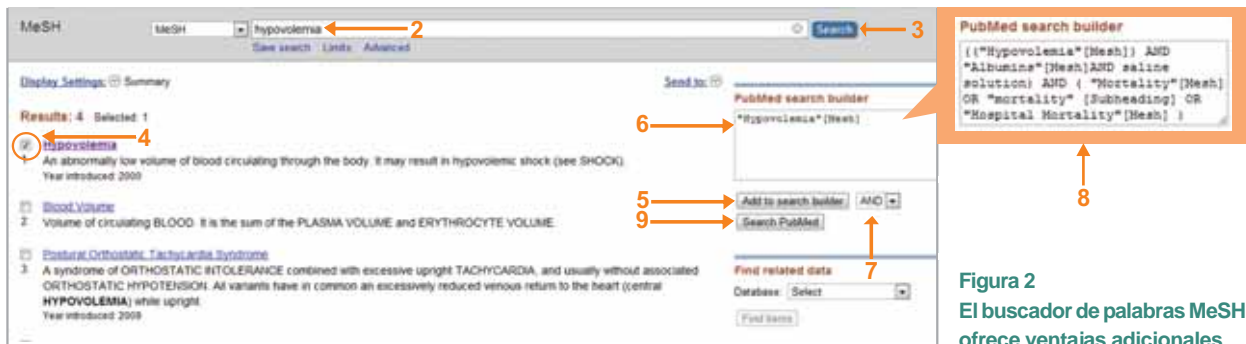 MeSH MeSH hypovolemia 2 Search 3
Save search Limits Advanced
Display Settings: Summary Send to:
Results: 4 Selected: 1
4
Hypovolemia
1. An abnormally low volume of blood circulating through the body. It may result in hypovolemic shock (see SHOCK).
Year introduced: 2000
Blood Volume
2. Volume of circulating BLOOD. It is the sum of the PLASMA VOLUME and ERYTHROCYTE VOLUME.
Postural Orthostatic Tachycardia Syndrome
3. A syndrome of ORTHOSTATIC INTOLERANCE combined with excessive upright TACHYCARDIA, and usually without associated
ORTHOSTATIC HYPOTENSION. All variants have in common an excessively reduced venous return to the heart (central
HYPOVOLEMIA) while upright.
Year introduced: 2009
PubMed search builder
6 "Hypovolemia"[Mesh]
5 Add to search builder AND
9 Search PubMed
7
Find related data
Database: Select
Find items
PubMed search builder
(("Hypovolemia"[Mesh]) AND
"Albumins"[Mesh]AND saline
solution) AND ( "Mortality"[Mesh]
OR "mortality" [Subheading] OR
"Hospital Mortality"[Mesh] )
8
Figura 2
El buscador de palabras MeSH
ofrece ventajas adicionales